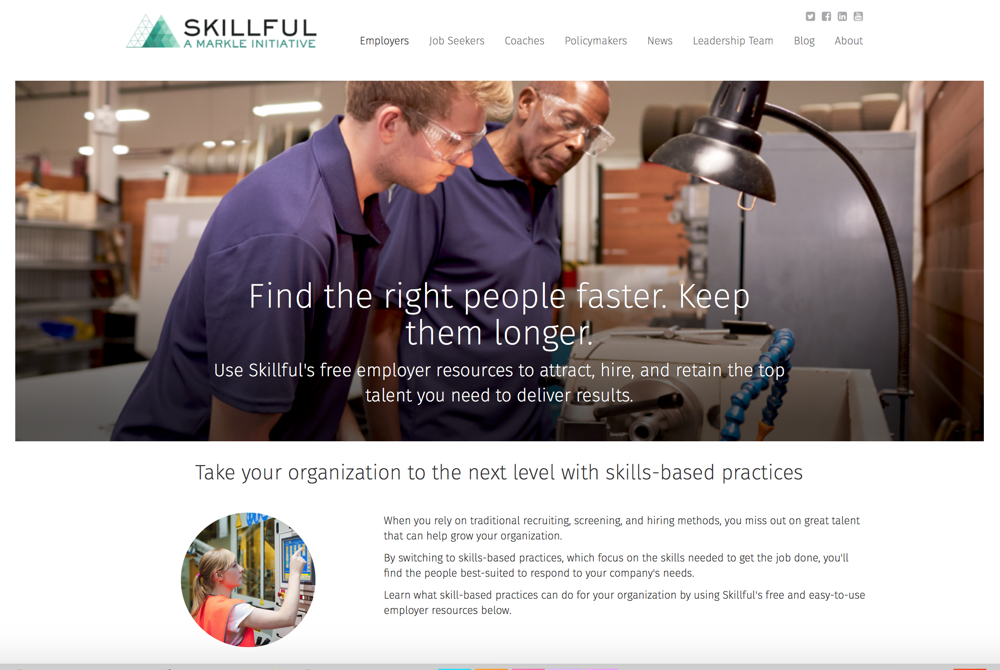 SKILLFUL
A MARKLE INITIATIVE
Employers Job Seekers Coaches Policymakers News Leadership Team Blog About
Find the right people faster. Keep
them longer.
Use Skillful's free employer resources to attract, hire, and retain the top
talent you need to deliver results.
Take your organization to the next level with skills-based practices
When you rely on traditional recruiting, screening, and hiring methods, you miss out on great talent
that can help grow your organization.
By switching to skills-based practices, which focus on the skills needed to get the job done, you'll
find the people best-suited to respond to your company's needs.
Learn what skill-based practices can do for your organization by using Skillful's free and easy-to-use
employer resources below.